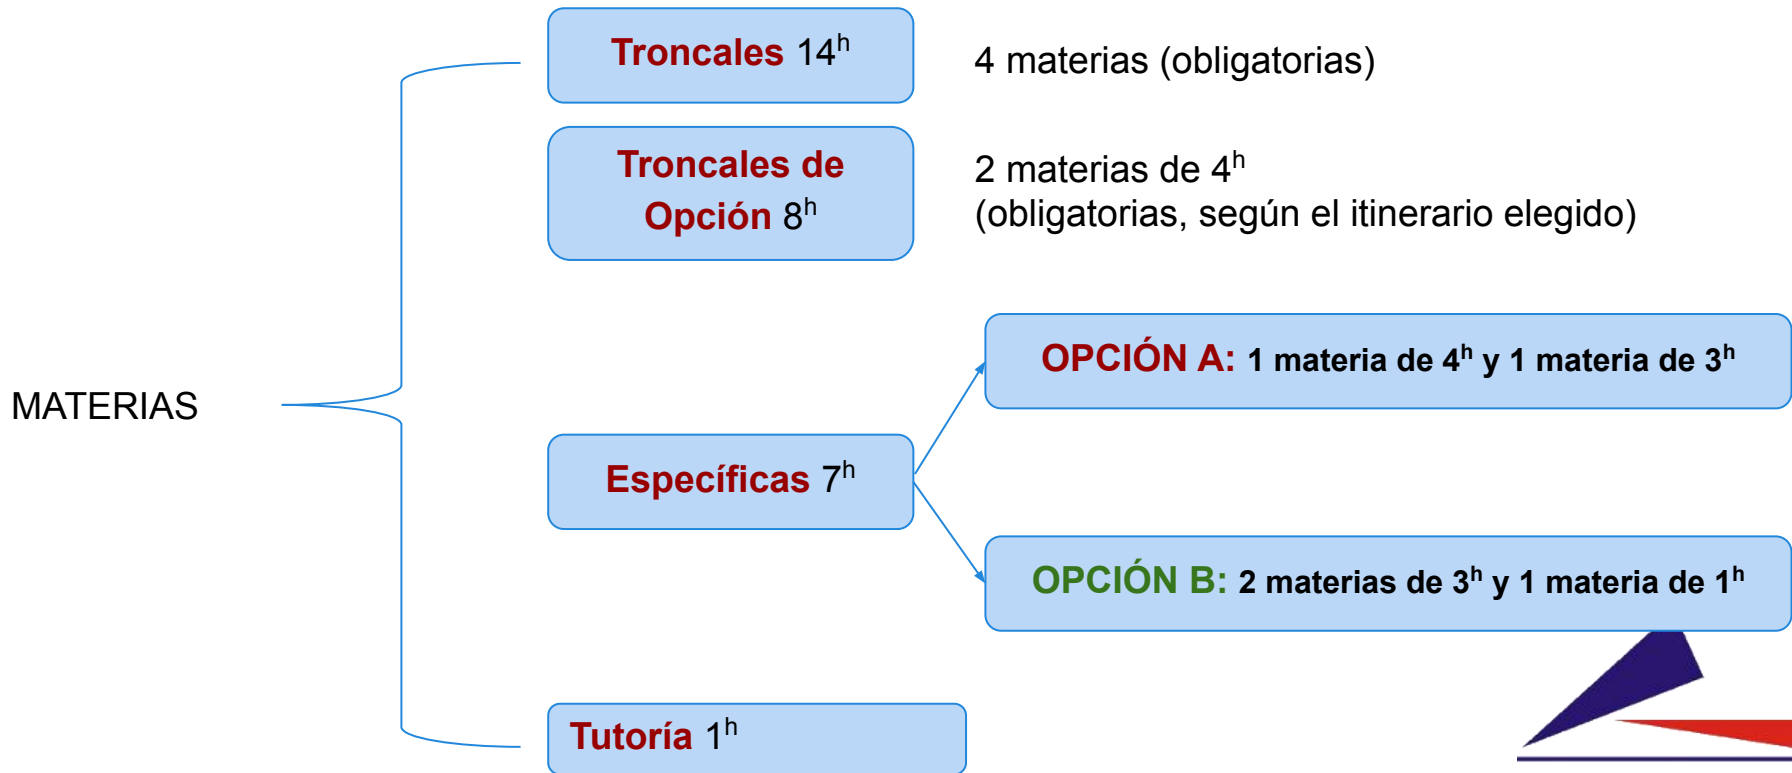 Troncales 14h
4 materias (obligatorias)
Troncales de
Opción 8h
2 materias de 4h
(obligatorias, según el itinerario elegido)
OPCIÓN A: 1 materia de 4h y 1 materia de 3h
MATERIAS
Específicas 7h
OPCIÓN B: 2 materias de 3h y 1 materia de 1h
Tutoría 1h